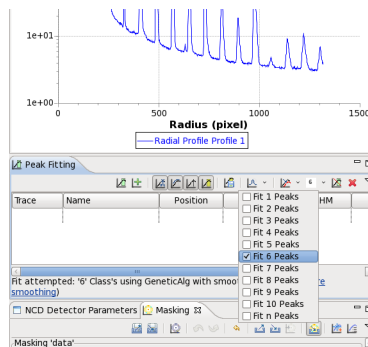 1e+01
1e+00
0 500 1000 1500
Radius (pixel)
Radial Profile Profile 1
Peak Fitting
6
Trace Name Position HM
Fit 1 Peaks
Fit 2 Peaks
Fit 3 Peaks
Fit 4 Peaks
Fit 5 Peaks
Fit 6 Peaks
Fit 7 Peaks
Fit 8 Peaks
Fit 9 Peaks
Fit 10 Peaks
Fit n Peaks
Fit attempted: '6' Class's using GeneticAlg with smoo re
smoothing)
NCD Detector Parameters Masking
Masking 'data'